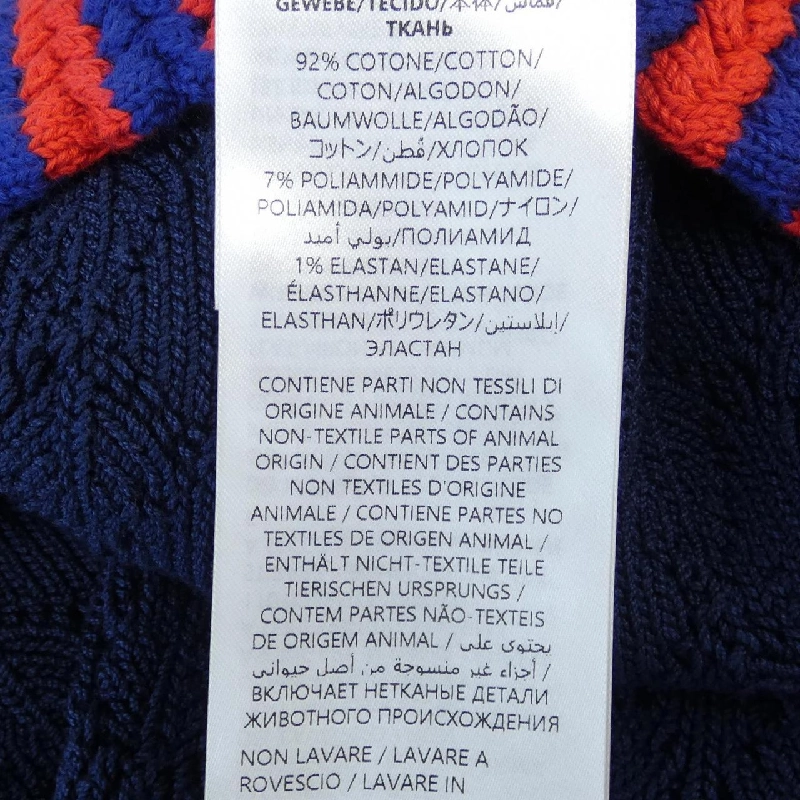 GEWEBE/TECIDO/本体/قماش/
ТКАНЬ
92% COTONE/COTTON/
COTON/ALGODON/
BAUMWOLLE/ALGODÃO/
コットン/قُطن/ХЛОПОК
7% POLIAMMIDE/POLYAMIDE/
POLIAMIDA/POLYAMID/ナイロン/
بولي أميد/ПОЛИАМИД
1% ELASTAN/ELASTANE/
ÉLASTHANNE/ELASTANO/
ELASTHAN/ポリウレタン/إيلاستين/
ЭЛАСТАН
CONTIENE PARTI NON TESSILI DI
ORIGINE ANIMALE / CONTAINS
NON-TEXTILE PARTS OF ANIMAL
ORIGIN / CONTIENT DES PARTIES
NON TEXTILES D'ORIGINE
ANIMALE / CONTIENE PARTES NO
TEXTILES DE ORIGEN ANIMAL /
ENTHÄLT NICHT-TEXTILE TEILE
TIERISCHEN URSPRUNGS /
CONTEM PARTES NÃO-TEXTEIS
DE ORIGEM ANIMAL / يحتوى على
أجزاء غير منسوجة من أصل حيوانى /
ВКЛЮЧАЕТ НЕТКАНЫЕ ДЕТАЛИ
ЖИВОТНОГО ПРОИСХОЖДЕНИЯ
NON LAVARE / LAVARE A
ROVESCIO / LAVARE IN